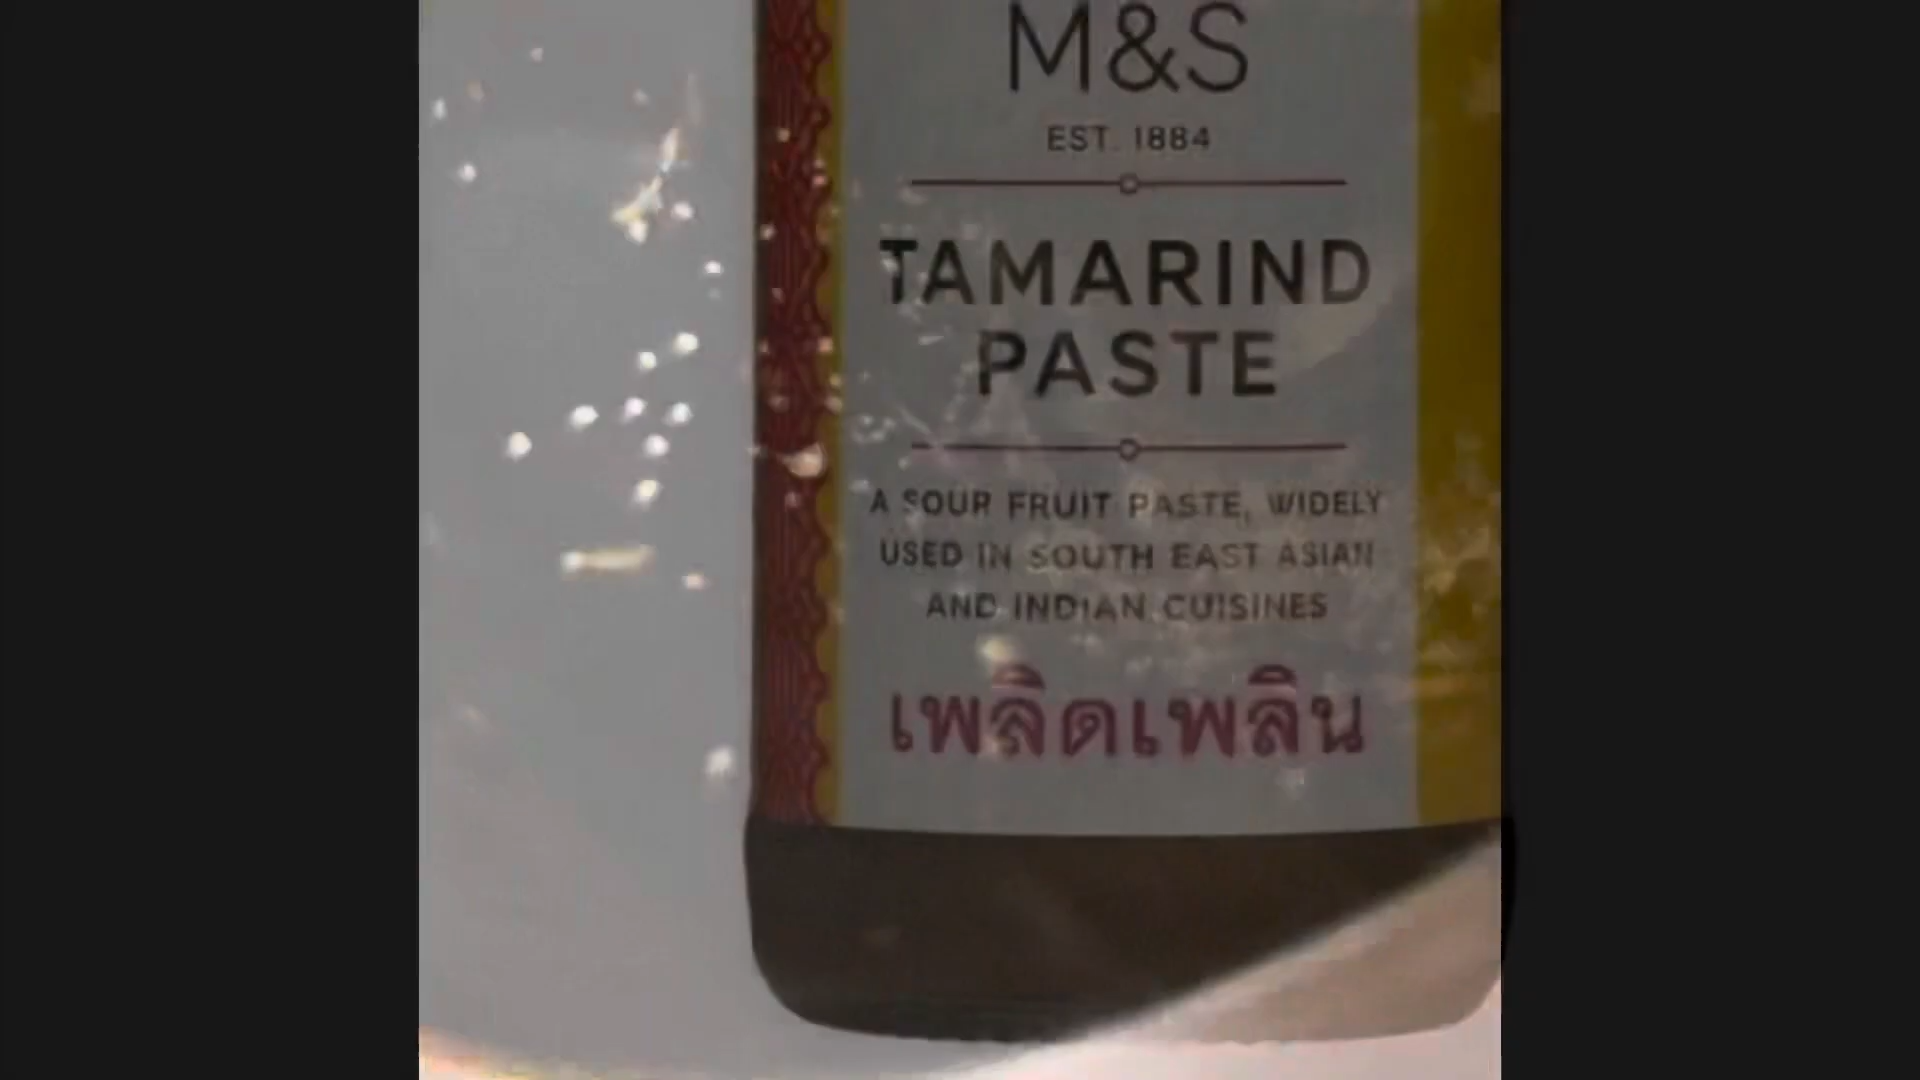 M&S
EST. 1884
TAMARIND
PASTE
A SOUR FRUIT PASTE, WIDELY
USED IN SOUTH EAST ASIAN
AND INDIAN CUISINES
เพลิดเพลิน